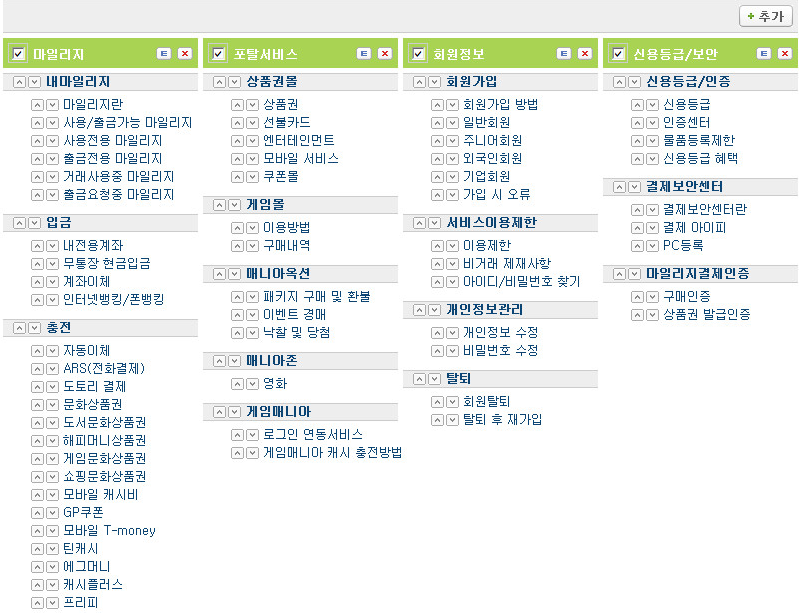 추가
마일리지
내마일리지
마일리지란
사용/출금가능 마일리지
사용전용 마일리지
출금전용 마일리지
거래사용중 마일리지
출금요청중 마일리지
입금
내전용계좌
무통장 현금입금
계좌이체
인터넷뱅킹/폰뱅킹
충전
자동이체
ARS(전화결제)
도토리 결제
문화상품권
도서문화상품권
해피머니상품권
게임문화상품권
쇼핑문화상품권
모바일 캐시비
GP쿠폰
모바일 T-money
틴캐시
에그머니
캐시플러스
프리피
포탈서비스
상품권몰
상품권
선불카드
엔터테인먼트
모바일 서비스
쿠폰몰
게임몰
이용방법
구매내역
매니아옥션
패키지 구매 및 환불
이벤트 경매
낙찰 및 당첨
매니아존
영화
게임매니아
로그인 연동서비스
게임매니아 캐시 충전방법
회원정보
회원가입
회원가입 방법
일반회원
주니어회원
외국인회원
기업회원
가입 시 오류
서비스이용제한
이용제한
비거래 제재사항
아이디/비밀번호 찾기
개인정보관리
개인정보 수정
비밀번호 수정
탈퇴
회원탈퇴
탈퇴 후 재가입
신용등급/보안
신용등급/인증
신용등급
인증센터
물품등록제한
신용등급 혜택
결제보안센터
결제보안센터란
결제 아이피
PC등록
마일리지결제인증
구매인증
상품권 발급인증